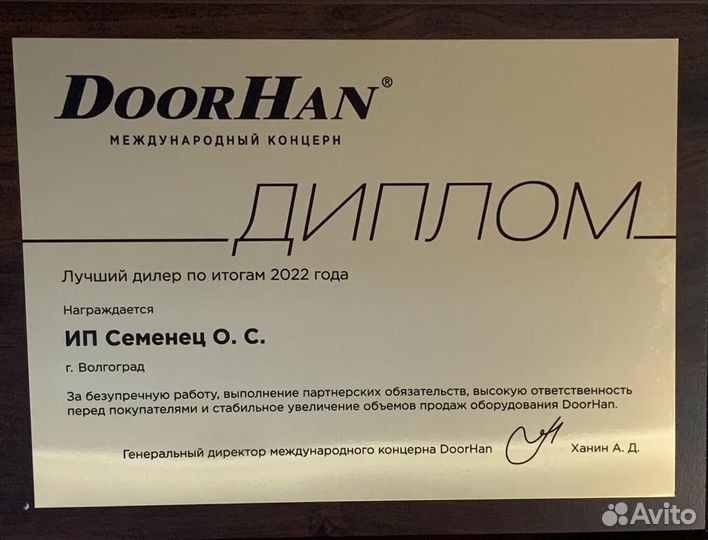 DOORHAN®
МЕЖДУНАРОДНЫЙ КОНЦЕРН
ДИПЛОМ
Лучший дилер по итогам 2022 года
Награждается
ИП Семенец О. С.
г. Волгоград
За безупречную работу, выполнение партнерских обязательств, высокую ответственность
перед покупателями и стабильное увеличение объемов продаж оборудования DoorHan.
Генеральный директор международного концерна DoorHan Ханин А. Д.
Avito